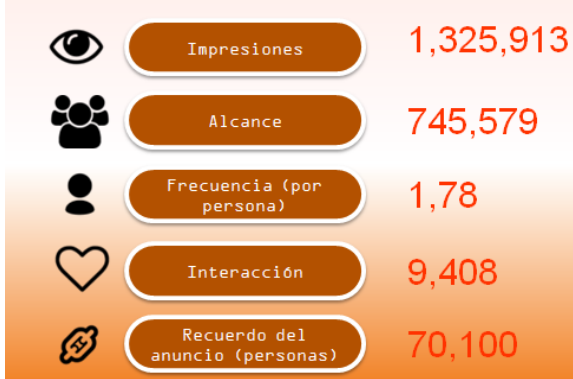 Impresiones 1,325,913
Alcance 745,579
Frecuencia (por
persona) 1,78
Interacción 9,408
Recuerdo del
anuncio (personas) 70,100